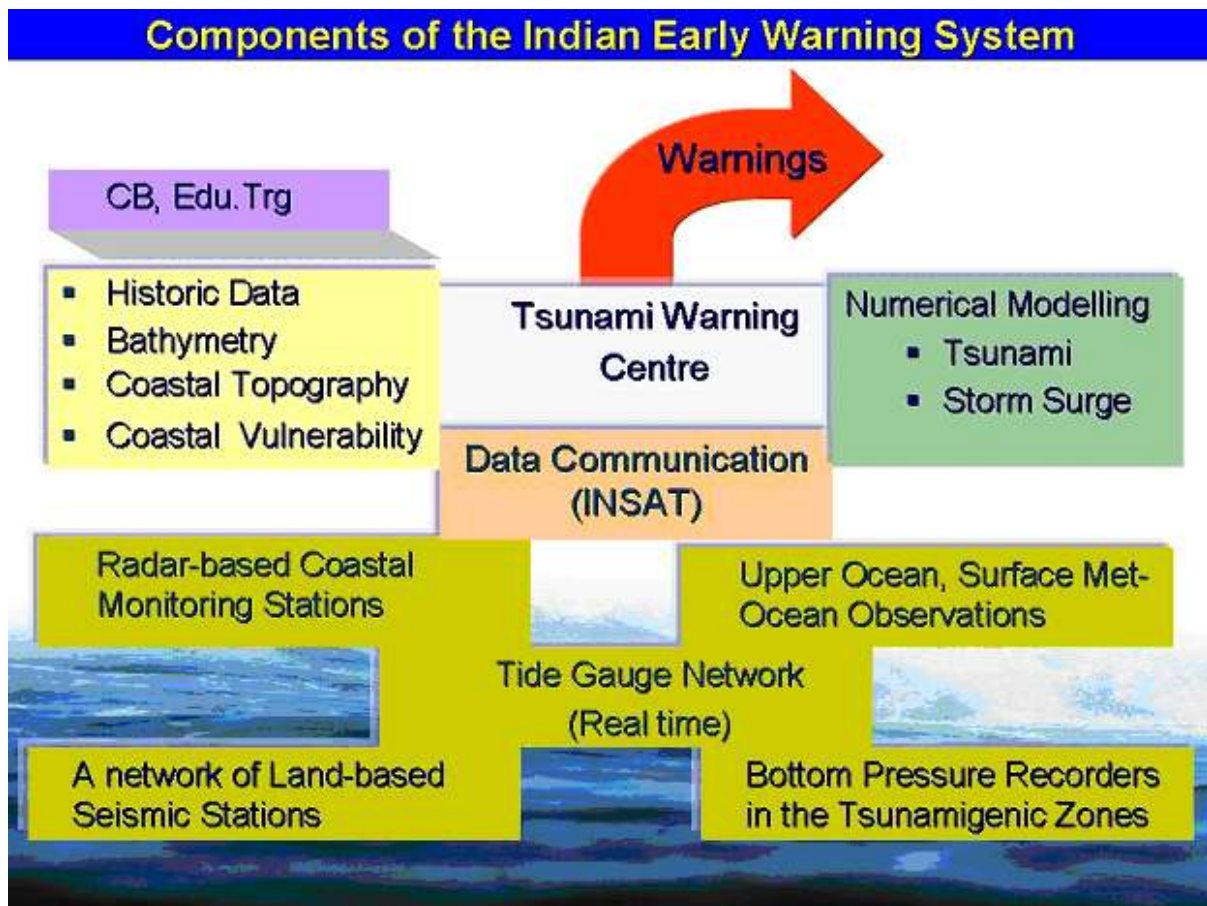 Components of the Indian Early Warning System
Warnings
CB, Edu.Trg
▪ Historic Data
▪ Bathymetry
▪ Coastal Topography
▪ Coastal Vulnerability
Tsunami Warning
Centre
Numerical Modelling
▪ Tsunami
▪ Storm Surge
Data Communication
(INSAT)
Radar-based Coastal
Monitoring Stations
Upper Ocean, Surface Met-
Ocean Observations
Tide Gauge Network
(Real time)
A network of Land-based
Seismic Stations
Bottom Pressure Recorders
in the Tsunamigenic Zones